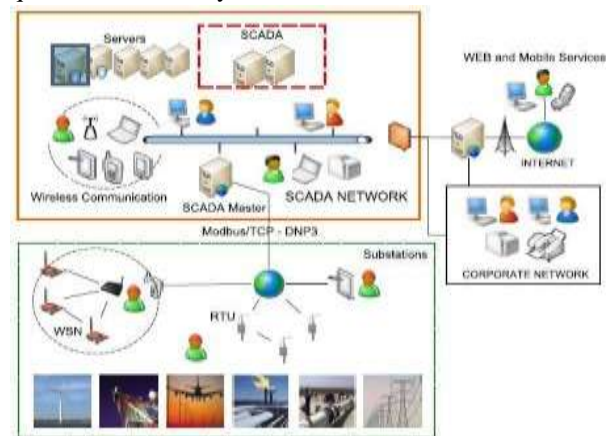 Servers
SCADA
WEB and Mobile Services
INTERNET
Wireless Communication
SCADA NETWORK
SCADA Master
Modbus/TCP - DNP3
Substations
CORPORATE NETWORK
RTU
WSN